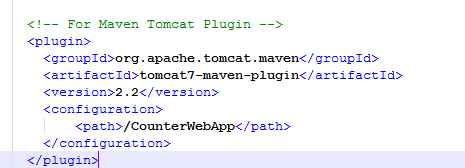 <!-- For Maven Tomcat Plugin -->
<plugin>
<groupId>org.apache.tomcat.maven</groupId>
<artifactId>tomcat7-maven-plugin</artifactId>
<version>2.2</version>
<configuration>
<path>/CounterWebApp</path>
</configuration>
</plugin>